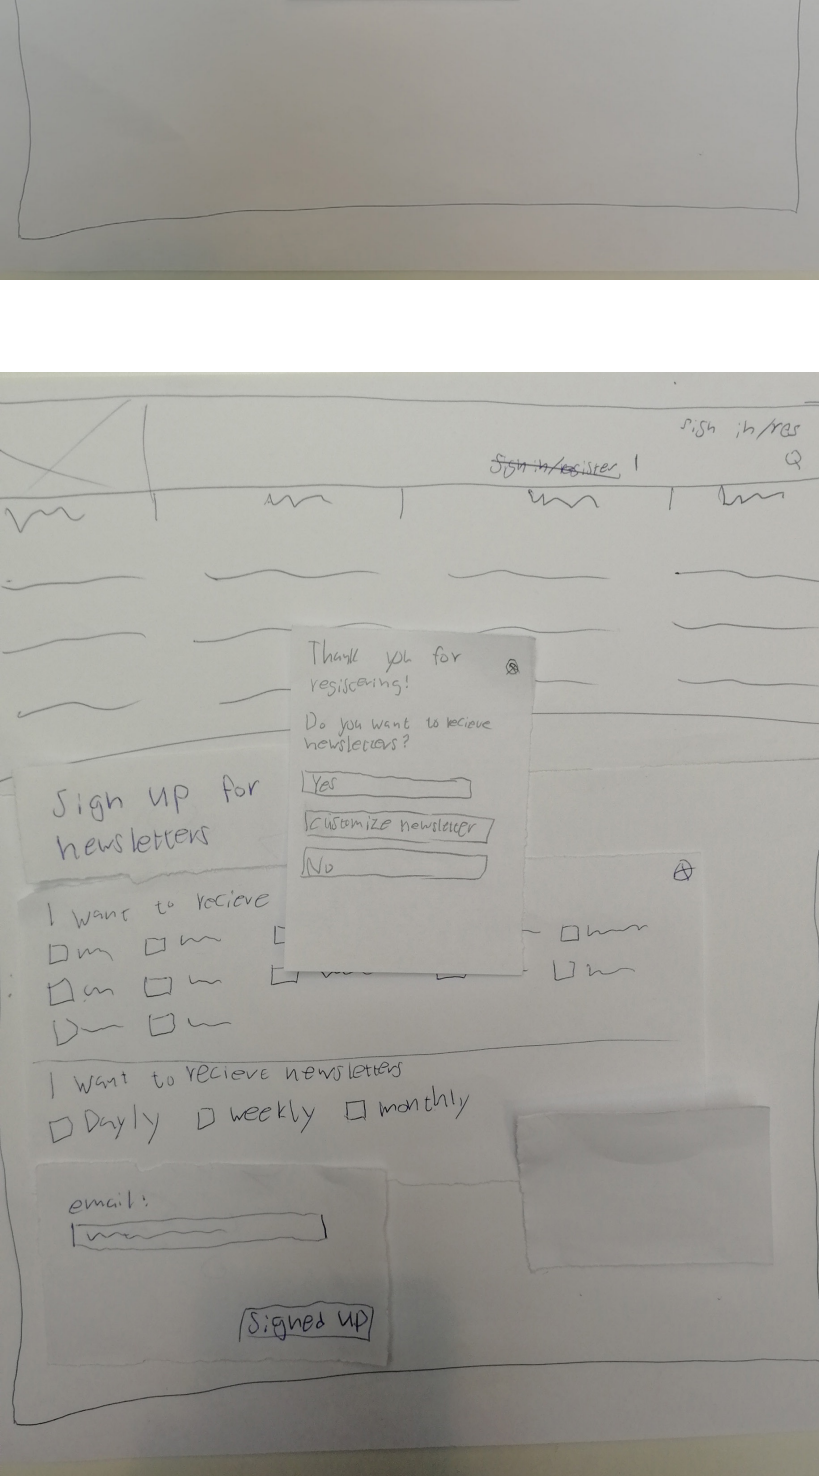 sign in/res
Sign in/register
Q
Thank you for
registering!
Do you want to recieve
newsletters?
Yes
customize newsletter
No
Sign up for
newsletters
I want to recieve
I want to recieve newsletters
Dayly weekly monthly
email:
Signed up